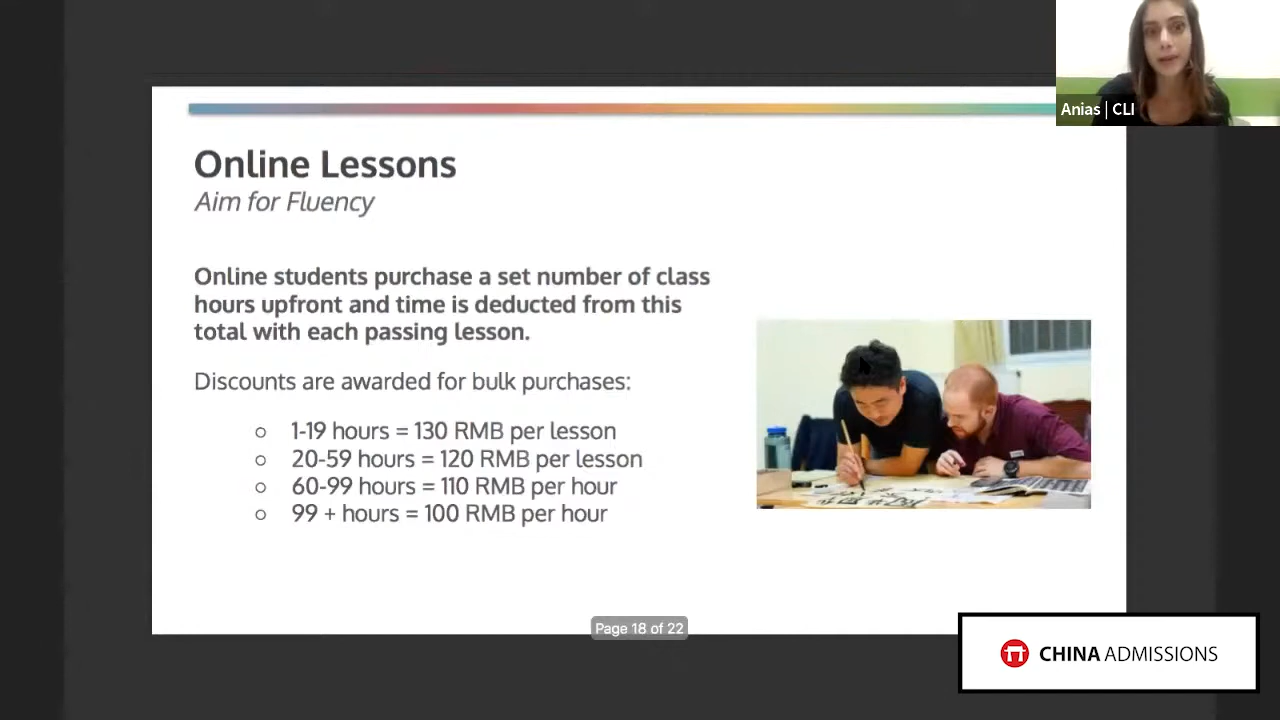 Anias | CLI
Online Lessons
Aim for Fluency
Online students purchase a set number of class
hours upfront and time is deducted from this
total with each passing lesson.
Discounts are awarded for bulk purchases:
○ 1-19 hours = 130 RMB per lesson
○ 20-59 hours = 120 RMB per lesson
○ 60-99 hours = 110 RMB per hour
○ 99 + hours = 100 RMB per hour
Page 18 of 22
CHINA ADMISSIONS